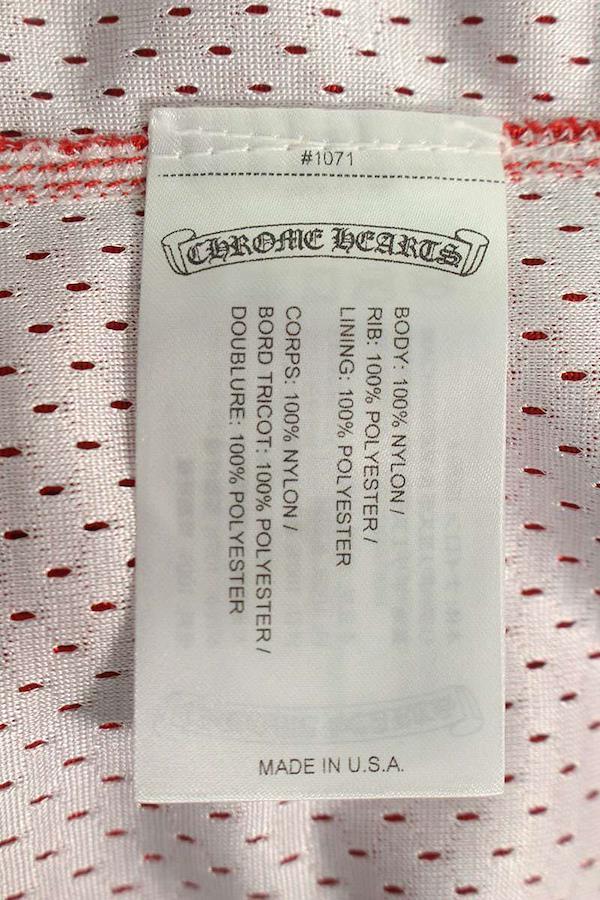 #1071
CHROME HEARTS
BODY: 100% NYLON /
RIB: 100% POLYESTER /
LINING: 100% POLYESTER
CORPS: 100% NYLON /
BORD TRICOT: 100% POLYESTER /
DOUBLURE: 100% POLYESTER
MADE IN U.S.A.